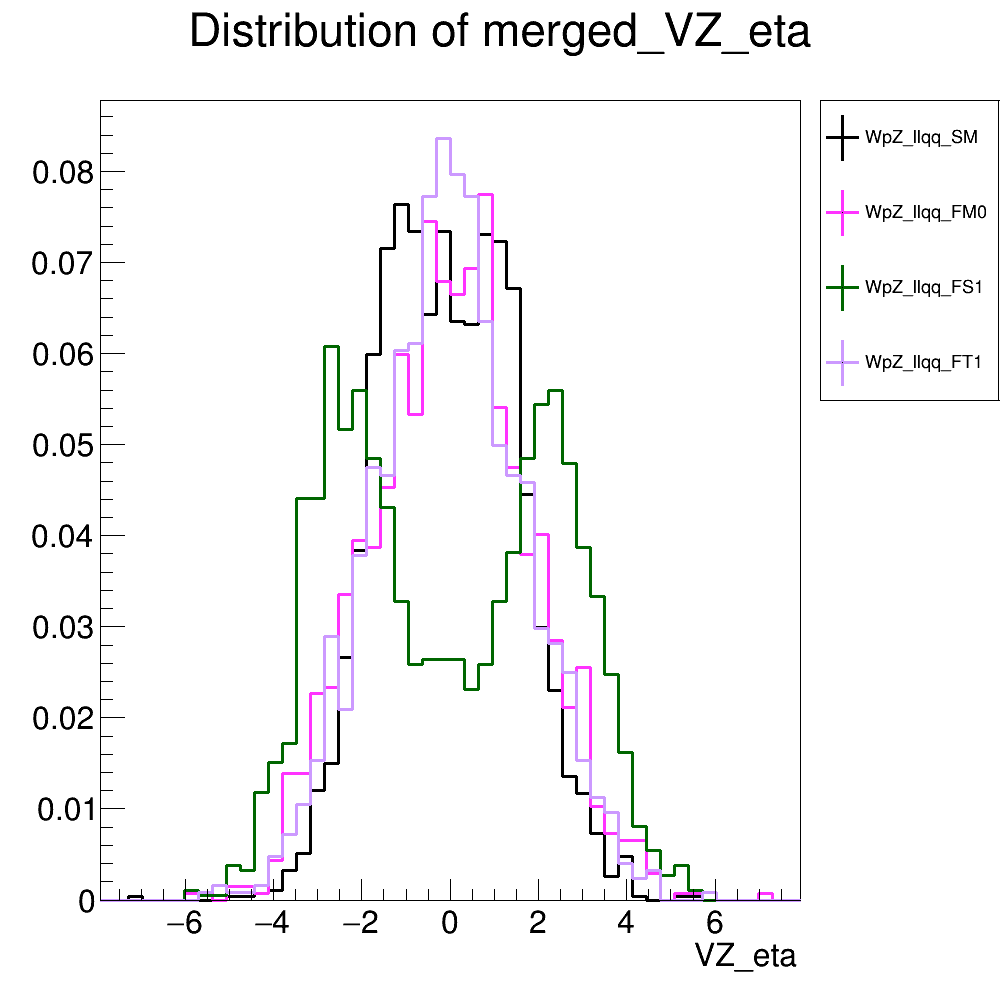 Distribution of merged_VZ_eta
WpZ_llqq_SM
WpZ_llqq_FM0
WpZ_llqq_FS1
WpZ_llqq_FT1
0.08
0.07
0.06
0.05
0.04
0.03
0.02
0.01
0
−6 −4 −2 0 2 4 6
VZ_eta